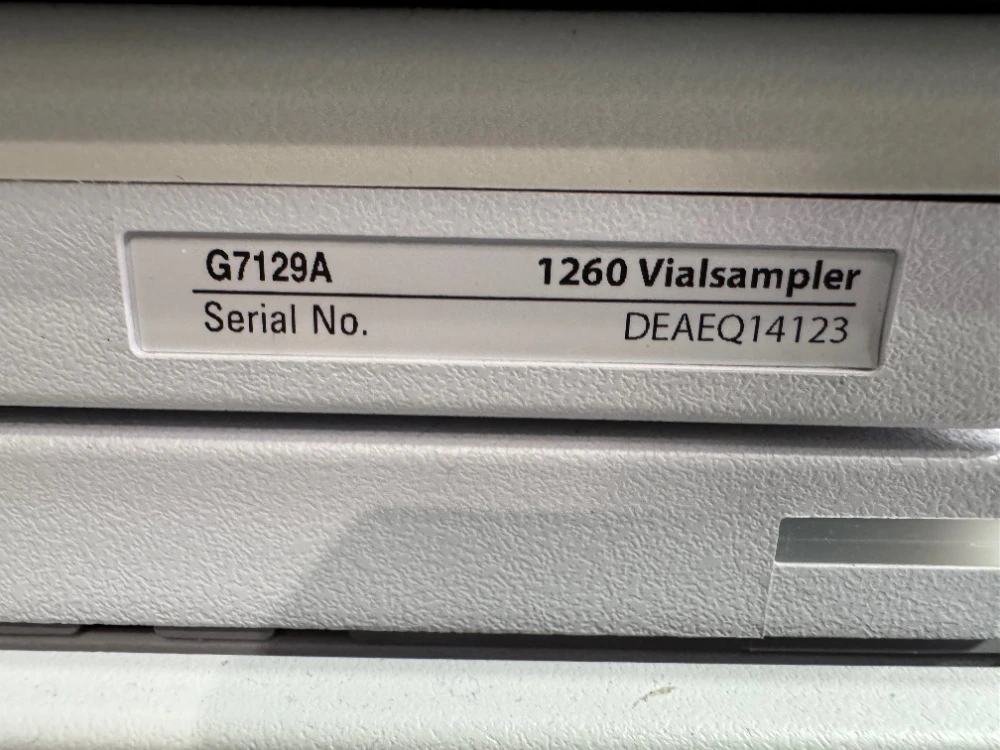 G7129A 1260 Vialsampler
Serial No. DEAEQ14123